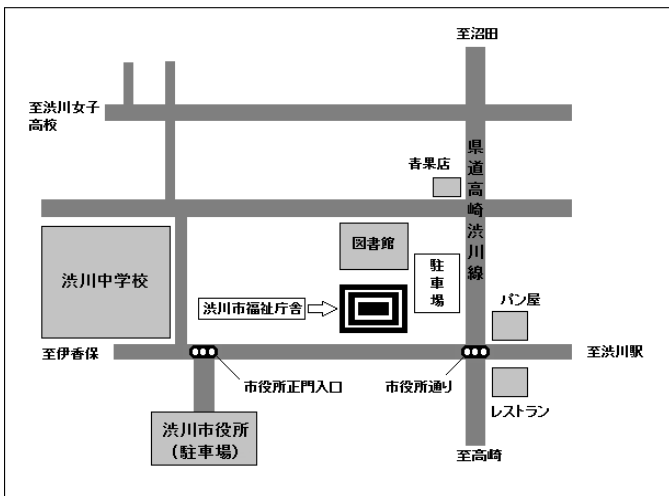 至沼田
至渋川女子
高校
県道高崎渋川線
青果店
図書館
駐車場
渋川中学校
渋川市福祉庁舎
パン屋
至伊香保
至渋川駅
市役所正門入口
市役所通り
レストラン
渋川市役所
(駐車場)
至高崎